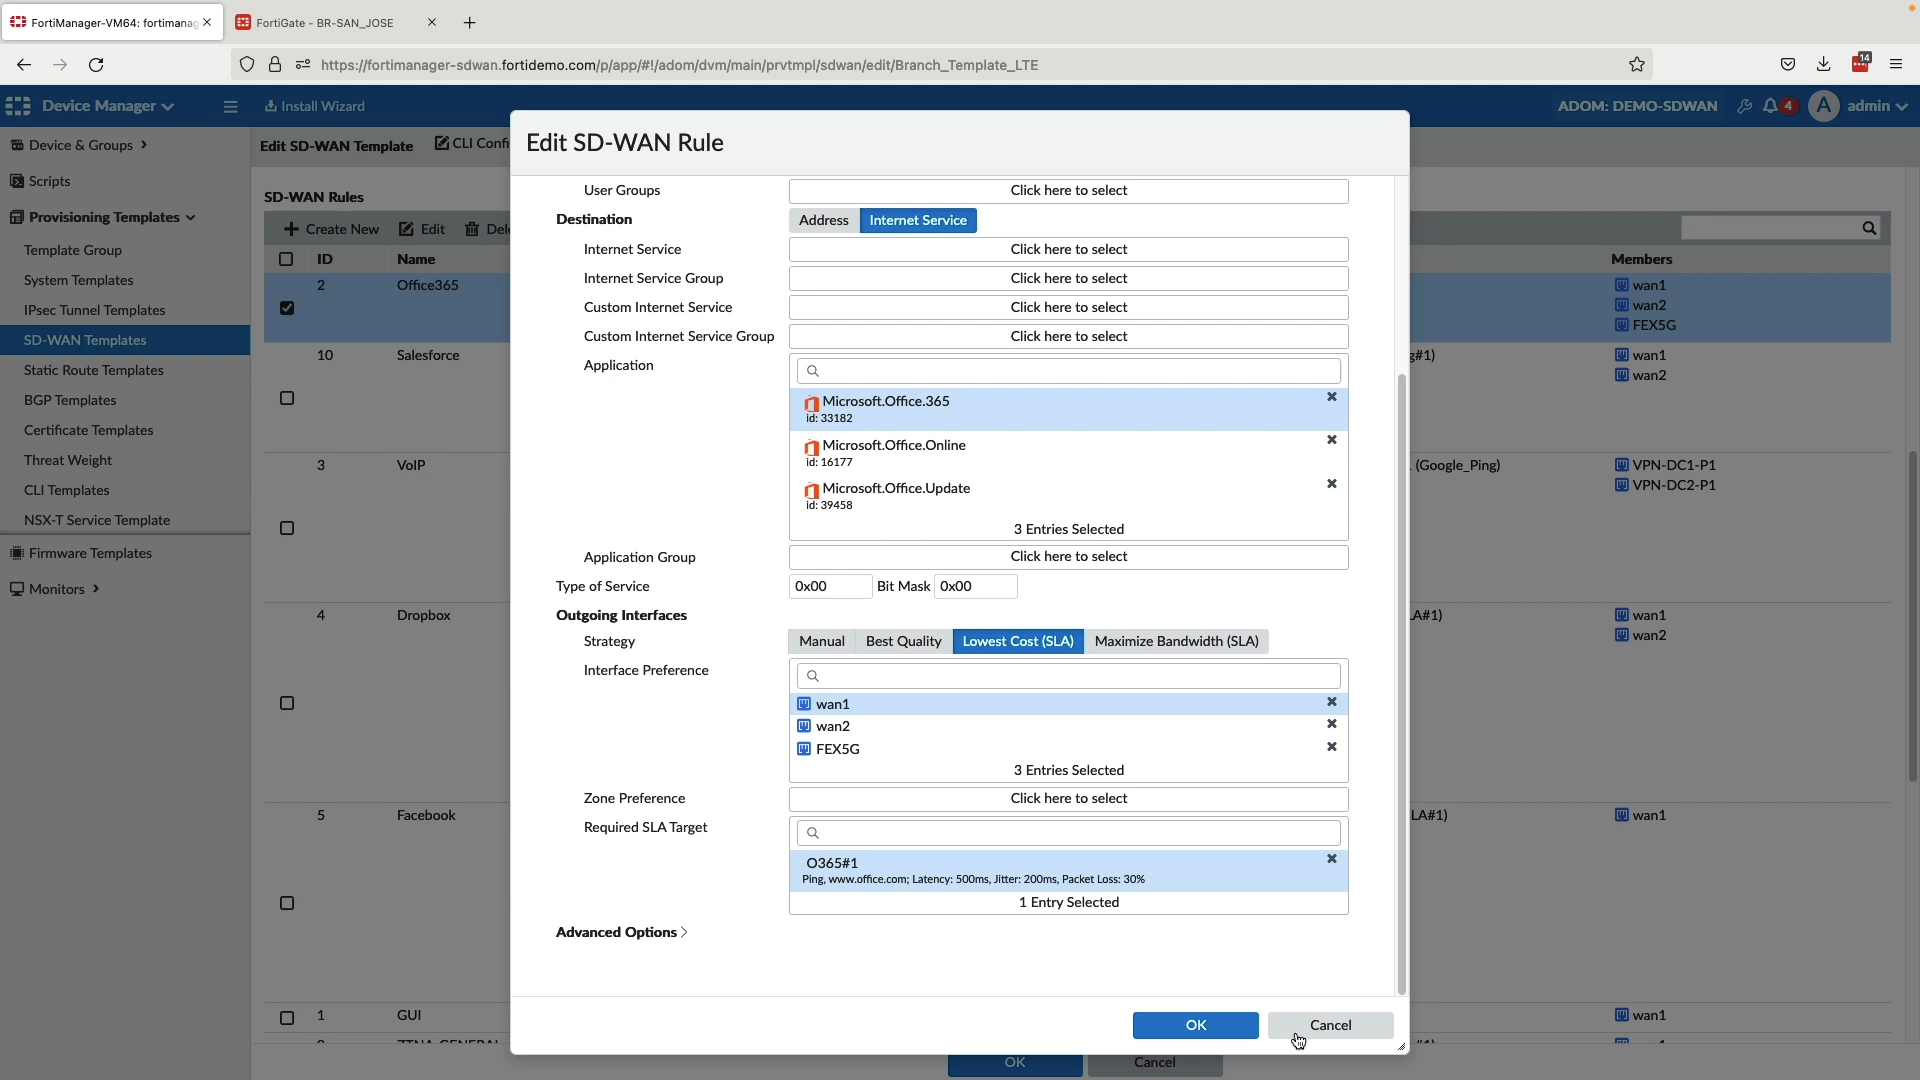 FortiManager-VM64: fortimanag
FortiGate - BR-SAN_JOSE
https://fortimanager-sdwan.fortidemo.com/p/app/#!/adom/dvm/main/prvtmpl/sdwan/edit/Branch_Template_LTE
14
Device Manager
Install Wizard
ADOM: DEMO-SDWAN
4
A
admin
Device & Groups
Scripts
Provisioning Templates
Template Group
System Templates
IPsec Tunnel Templates
SD-WAN Templates
Static Route Templates
BGP Templates
Certificate Templates
Threat Weight
CLI Templates
NSX-T Service Template
Firmware Templates
Monitors
Edit SD-WAN Template
CLI Confi
SD-WAN Rules
Create New
Edit
Del
ID
Name
Members
2
Office365
wan1
wan2
FEX5G
10
Salesforce
g#1)
wan1
wan2
3
VoIP
(Google_Ping)
VPN-DC1-P1
VPN-DC2-P1
4
Dropbox
LA#1)
wan1
wan2
5
Facebook
LA#1)
wan1
1
GUI
wan1
OK
Cancel
Edit SD-WAN Rule
User Groups
Click here to select
Destination
Address
Internet Service
Internet Service
Click here to select
Internet Service Group
Click here to select
Custom Internet Service
Click here to select
Custom Internet Service Group
Click here to select
Application
Microsoft.Office.365
id: 33182
Microsoft.Office.Online
id: 16177
Microsoft.Office.Update
id: 39458
3 Entries Selected
Application Group
Click here to select
Type of Service
0x00
Bit Mask
0x00
Outgoing Interfaces
Strategy
Manual
Best Quality
Lowest Cost (SLA)
Maximize Bandwidth (SLA)
Interface Preference
wan1
wan2
FEX5G
3 Entries Selected
Zone Preference
Click here to select
Required SLA Target
O365#1
Ping, www.office.com; Latency: 500ms, Jitter: 200ms, Packet Loss: 30%
1 Entry Selected
Advanced Options
OK
Cancel